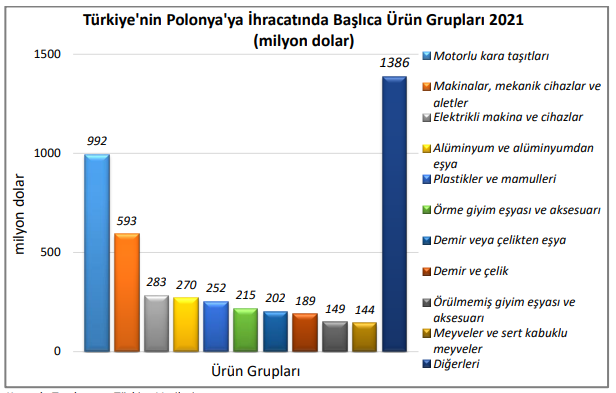 Türkiye'nin Polonya'ya İhracatında Başlıca Ürün Grupları 2021
(milyon dolar)
milyon dolar
1500
1000
500
0
992
593
283
270
252
215
202
189
149
144
1386
Ürün Grupları
Motorlu kara taşıtları
Makinalar, mekanik cihazlar ve
aletler
Elektrikli makina ve cihazlar
Alüminyum ve alüminyumdan
eşya
Plastikler ve mamulleri
Örme giyim eşyası ve aksesuarı
Demir veya çelikten eşya
Demir ve çelik
Örülmemiş giyim eşyası ve
aksesuarı
Meyveler ve sert kabuklu
meyveler
Diğerleri